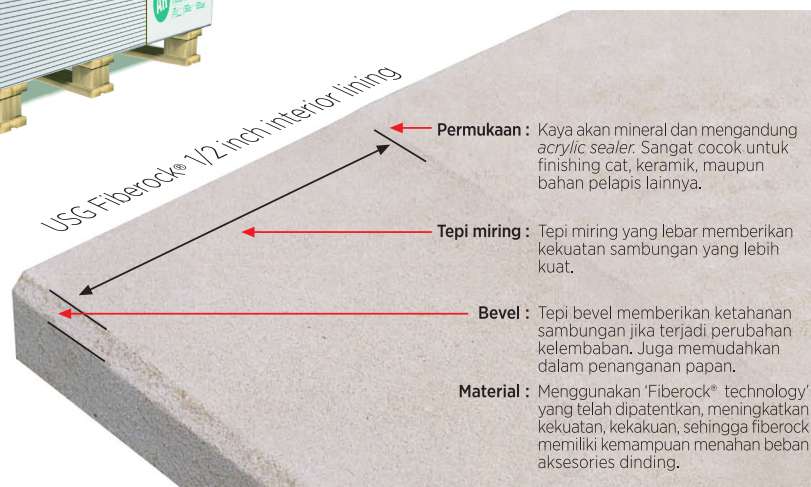 USG Fiberock® 1/2 inch interior lining
Permukaan : Kaya akan mineral dan mengandung
acrylic sealer. Sangat cocok untuk
finishing cat, keramik, maupun
bahan pelapis lainnya.
Tepi miring : Tepi miring yang lebar memberikan
kekuatan sambungan yang lebih
kuat.
Bevel : Tepi bevel memberikan ketahanan
sambungan jika terjadi perubahan
kelembaban. Juga memudahkan
dalam penanganan papan.
Material : Menggunakan ‘Fiberock® technology’
yang telah dipatentkan, meningkatkan
kekuatan, kekakuan, sehingga fiberock
memiliki kemampuan menahan beban
aksesories dinding.